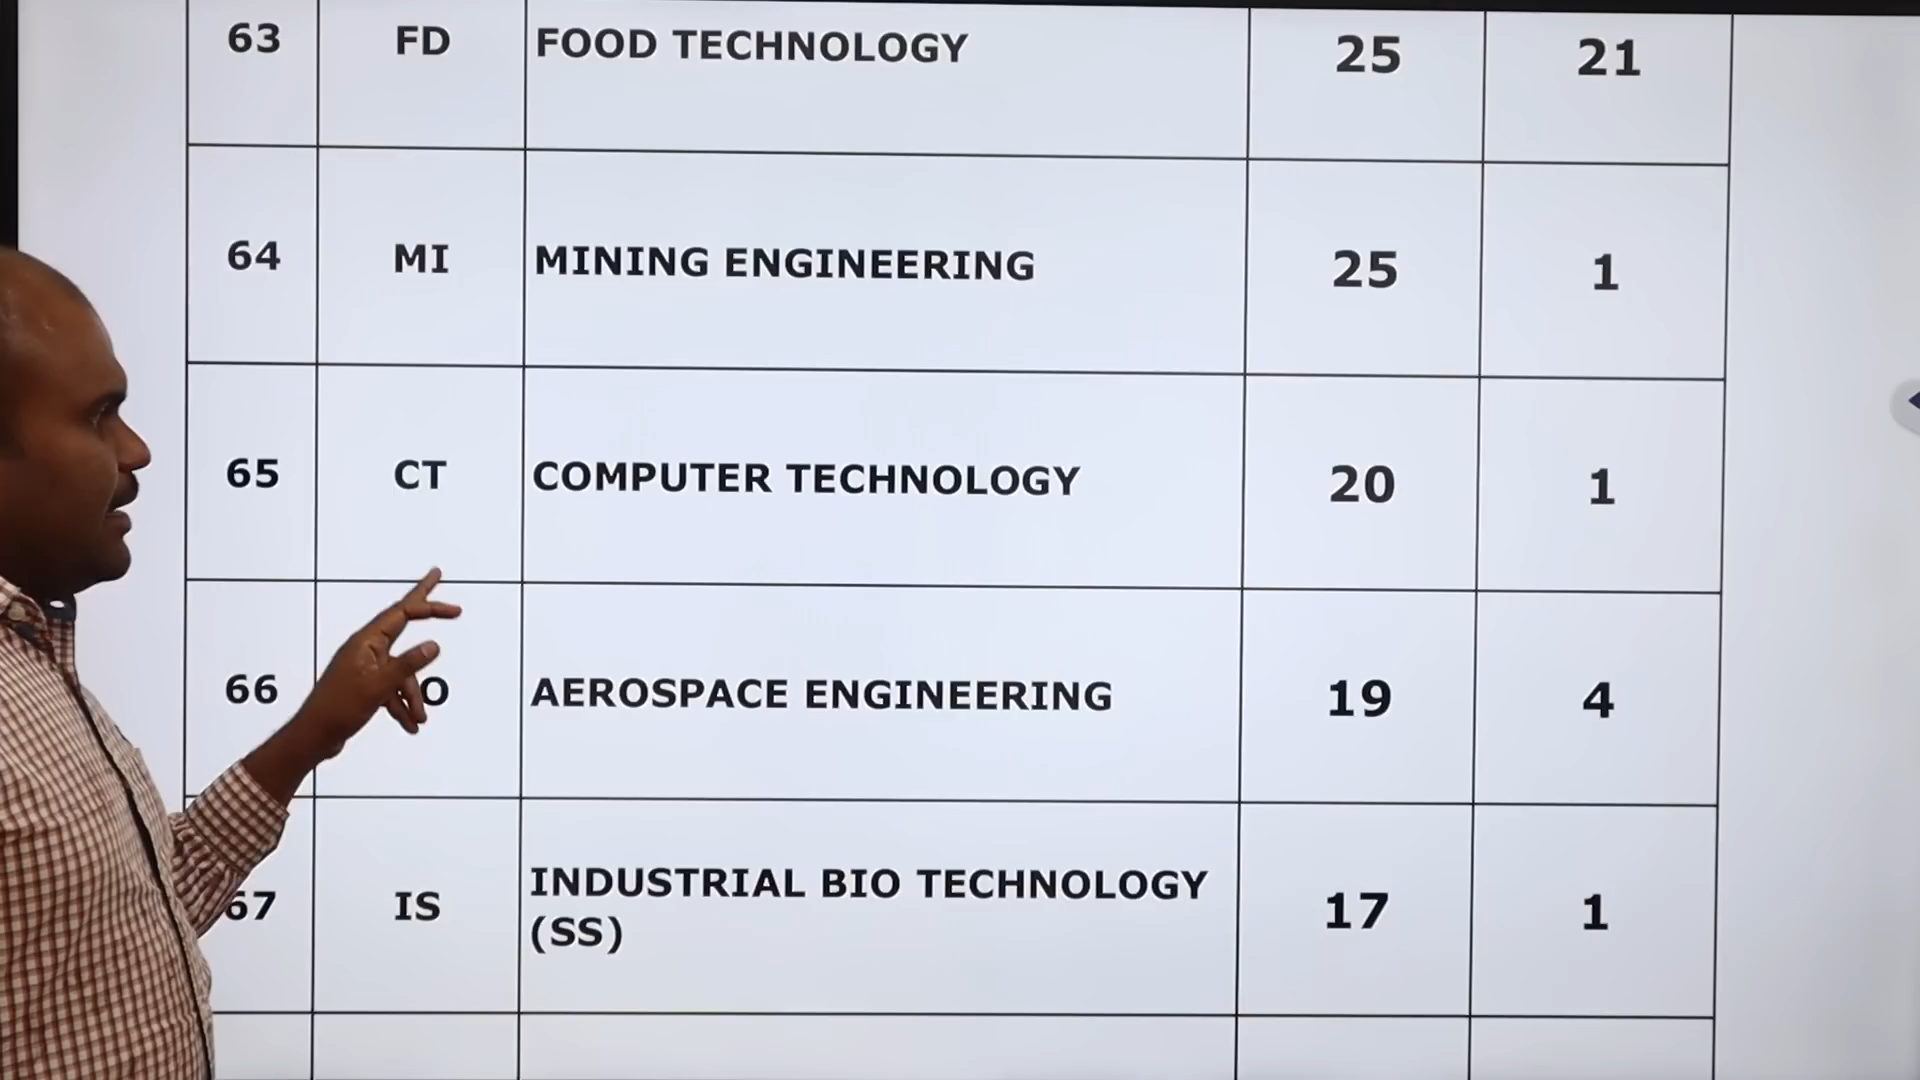 63 FD FOOD TECHNOLOGY 25 21
64 MI MINING ENGINEERING 25 1
65 CT COMPUTER TECHNOLOGY 20 1
66 AEROSPACE ENGINEERING 19 4
67 IS INDUSTRIAL BIO TECHNOLOGY 17 1
(SS)